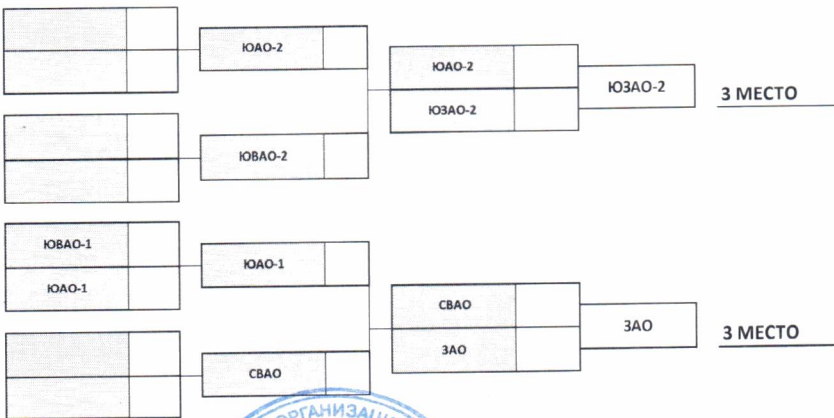 ЮАО-2
ЮАО-2
ЮЗАО-2
ЮЗАО-2
3 МЕСТО
ЮВАО-2
ЮВАО-1
ЮАО-1
ЮАО-1
СВАО
ЗАО
ЗАО
3 МЕСТО
СВАО
ОРГАНИЗАЦ